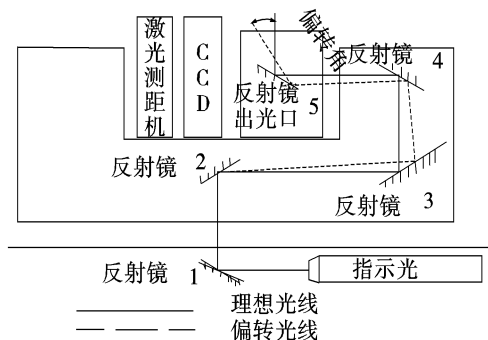 激光测距机
CCD
偏转角
反射镜 4
反射镜
5
出光口
反射镜 2
反射镜 3
反射镜 1
指示光
理想光线
偏转光线